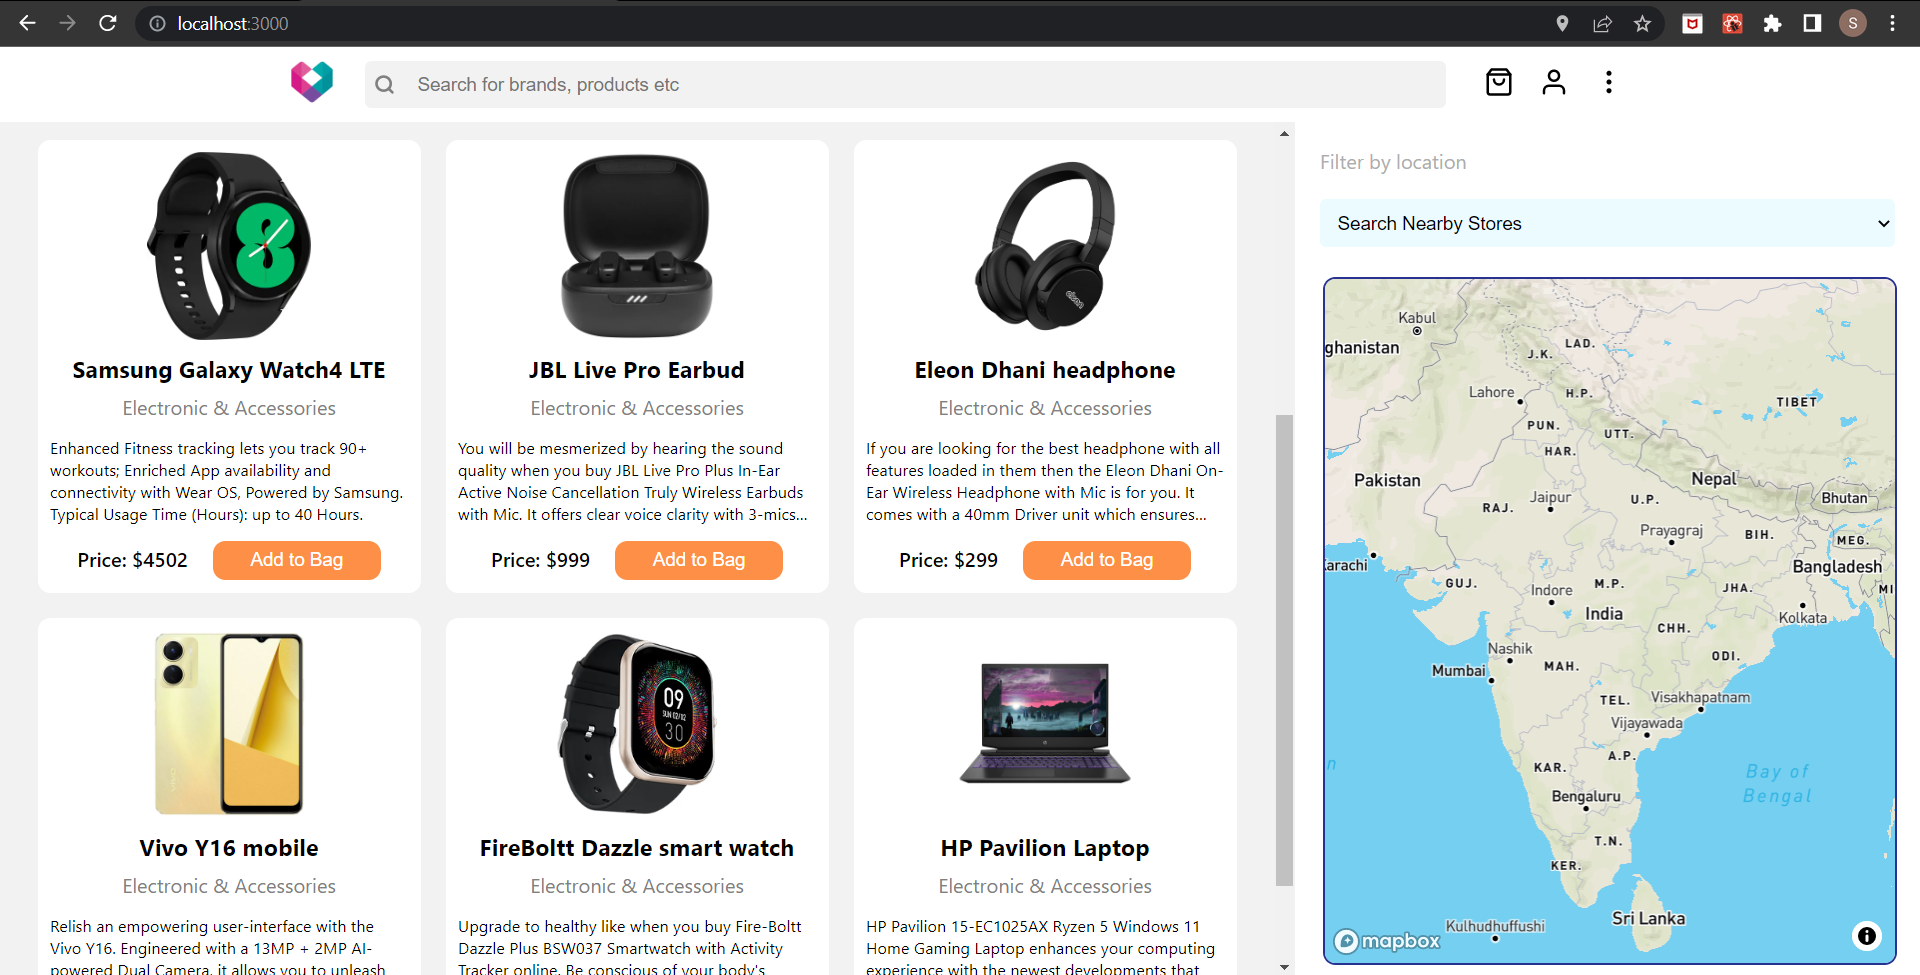 localhost:3000
S
Search for brands, products etc
Samsung Galaxy Watch4 LTE
Electronic & Accessories
Enhanced Fitness tracking lets you track 90+
workouts; Enriched App availability and
connectivity with Wear OS, Powered by Samsung.
Typical Usage Time (Hours): up to 40 Hours.
Price: $4502
Add to Bag
JBL Live Pro Earbud
Electronic & Accessories
You will be mesmerized by hearing the sound
quality when you buy JBL Live Pro Plus In-Ear
Active Noise Cancellation Truly Wireless Earbuds
with Mic. It offers clear voice clarity with 3-mics...
Price: $999
Add to Bag
eleon
Eleon Dhani headphone
Electronic & Accessories
If you are looking for the best headphone with all
features loaded in them then the Eleon Dhani On-
Ear Wireless Headphone with Mic is for you. It
comes with a 40mm Driver unit which ensures...
Price: $299
Add to Bag
vivo
Vivo Y16 mobile
Electronic & Accessories
Relish an empowering user-interface with the
Vivo Y16. Engineered with a 13MP + 2MP AI-
powered Dual Camera, it allows you to unleash
09
SUN 02/02
30
FireBoltt Dazzle smart watch
Electronic & Accessories
Upgrade to healthy like when you buy Fire-Boltt
Dazzle Plus BSW037 Smartwatch with Activity
Tracker online. Be conscious of your body's
HP Pavilion Laptop
Electronic & Accessories
HP Pavilion 15-EC1025AX Ryzen 5 Windows 11
Home Gaming Laptop enhances your computing
experience with the newest developments that
Filter by location
Search Nearby Stores
Kabul
ghanistan
LAD.
J.K.
Lahore
H.P.
TIBET
PUN.
UTT.
HAR.
Pakistan
Nepal
Bhutan
RAJ.
Jaipur
U.P.
Prayagraj
BIH.
MEG.
arachi
Bangladesh
GUJ.
Indore
M.P.
JHA.
MI
India
Kolkata
CHH.
Nashik
Mumbai
MAH.
ODI.
TEL.
Visakhapatnam
Vijayawada
A.P.
KAR.
n
Bay of
Bengal
Bengaluru
T.N.
KER.
Sri Lanka
Kulhudhuffushi
mapbox